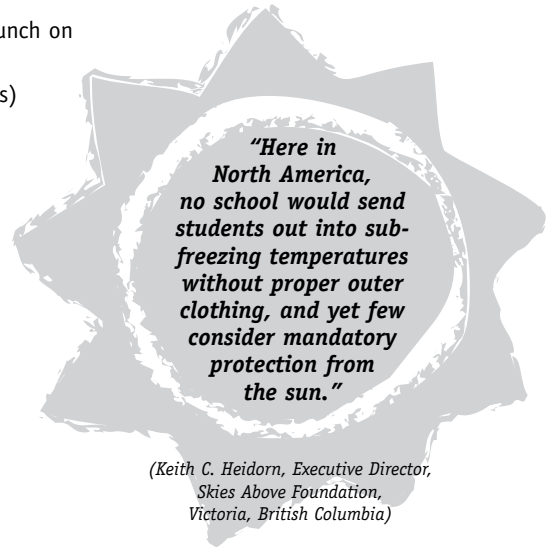 unch on
s)
“Here in
North America,
no school would send
students out into sub-
freezing temperatures
without proper outer
clothing, and yet few
consider mandatory
protection from
the sun.”
(Keith C. Heidorn, Executive Director,
Skies Above Foundation,
Victoria, British Columbia)